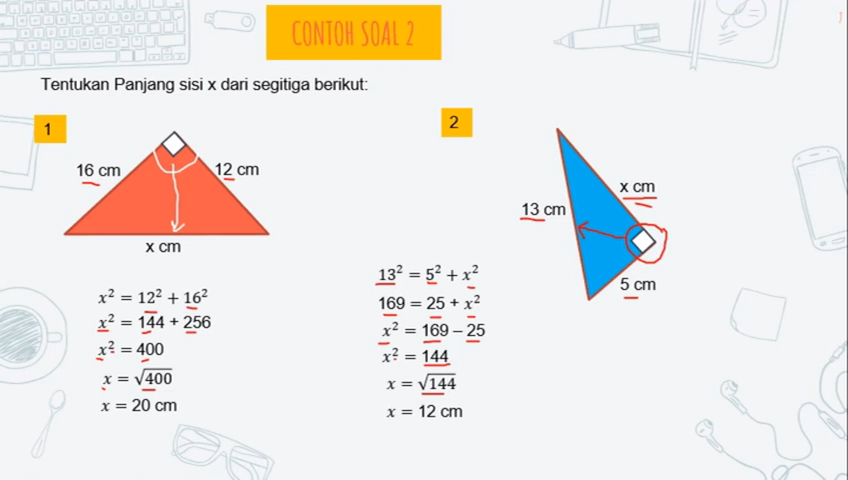 CONTOH SOAL 2
Tentukan Panjang sisi x dari segitiga berikut:
1
16 cm
12 cm
x cm
x² = 12² + 16²
x² = 144 + 256
x² = 400
x = √400
x = 20 cm
2
x cm
13 cm
5 cm
13² = 5² + x²
169 = 25 + x²
x² = 169 − 25
x² = 144
x = √144
x = 12 cm